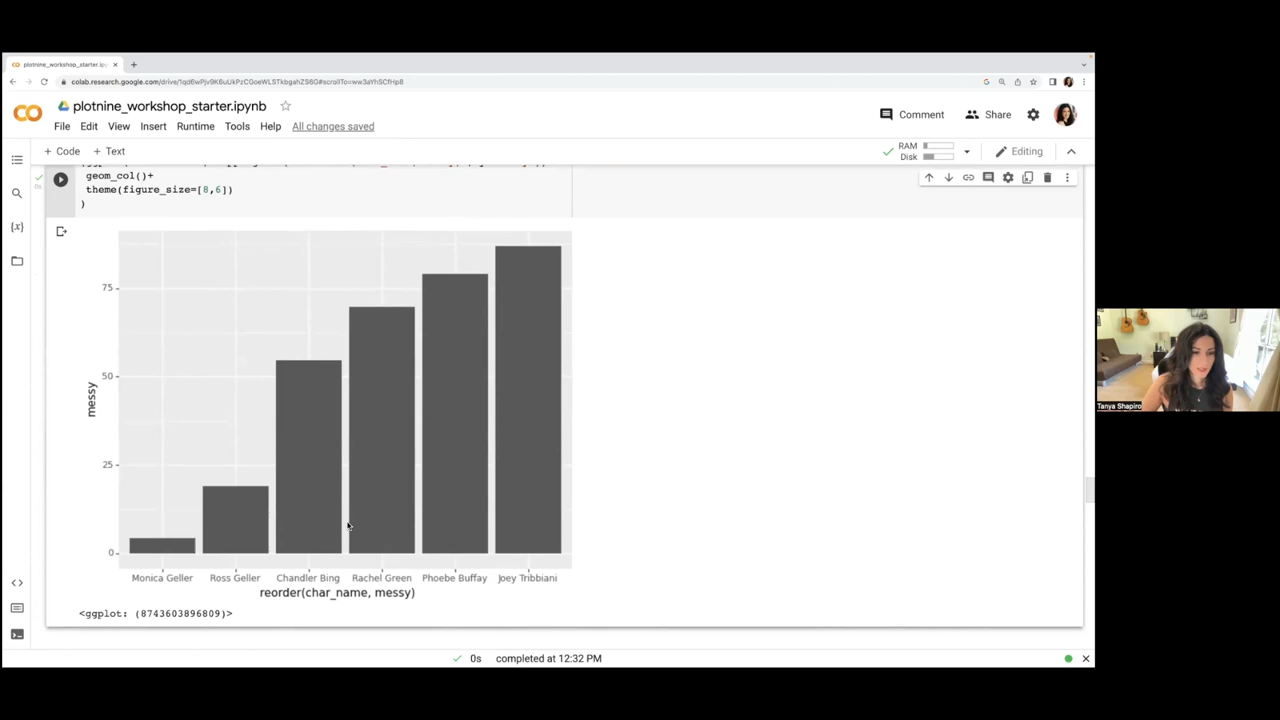 plotnine_workshop_starter.ip
plotnine_workshop_starter.ipynb
File Edit View Insert Runtime Tools Help All changes saved
Comment Share
+ Code + Text
RAM
Disk
Editing
geom_col()+
theme(figure_size=[8,6])
)
75
50
25
0
messy
Monica Geller Ross Geller Chandler Bing Rachel Green Phoebe Buffay Joey Tribbiani
reorder(char_name, messy)
<ggplot: (8743603896809)>
0s completed at 12:32 PM
Tanya Shapiro